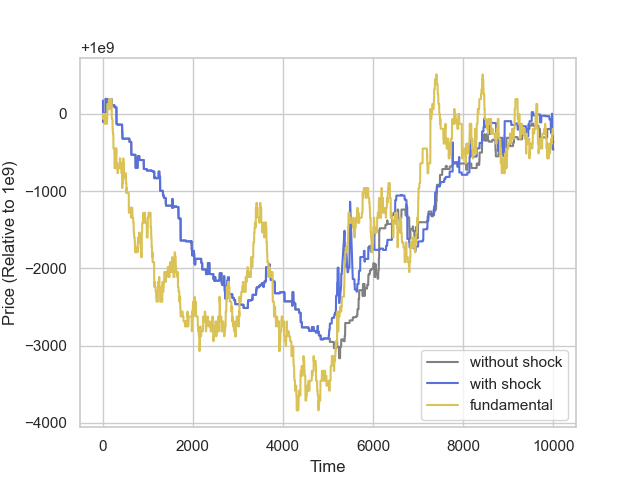 +1e9
0
−1000
−2000
−3000
−4000
Price (Relative to 1e9)
0
2000
4000
6000
8000
10000
Time
without shock
with shock
fundamental